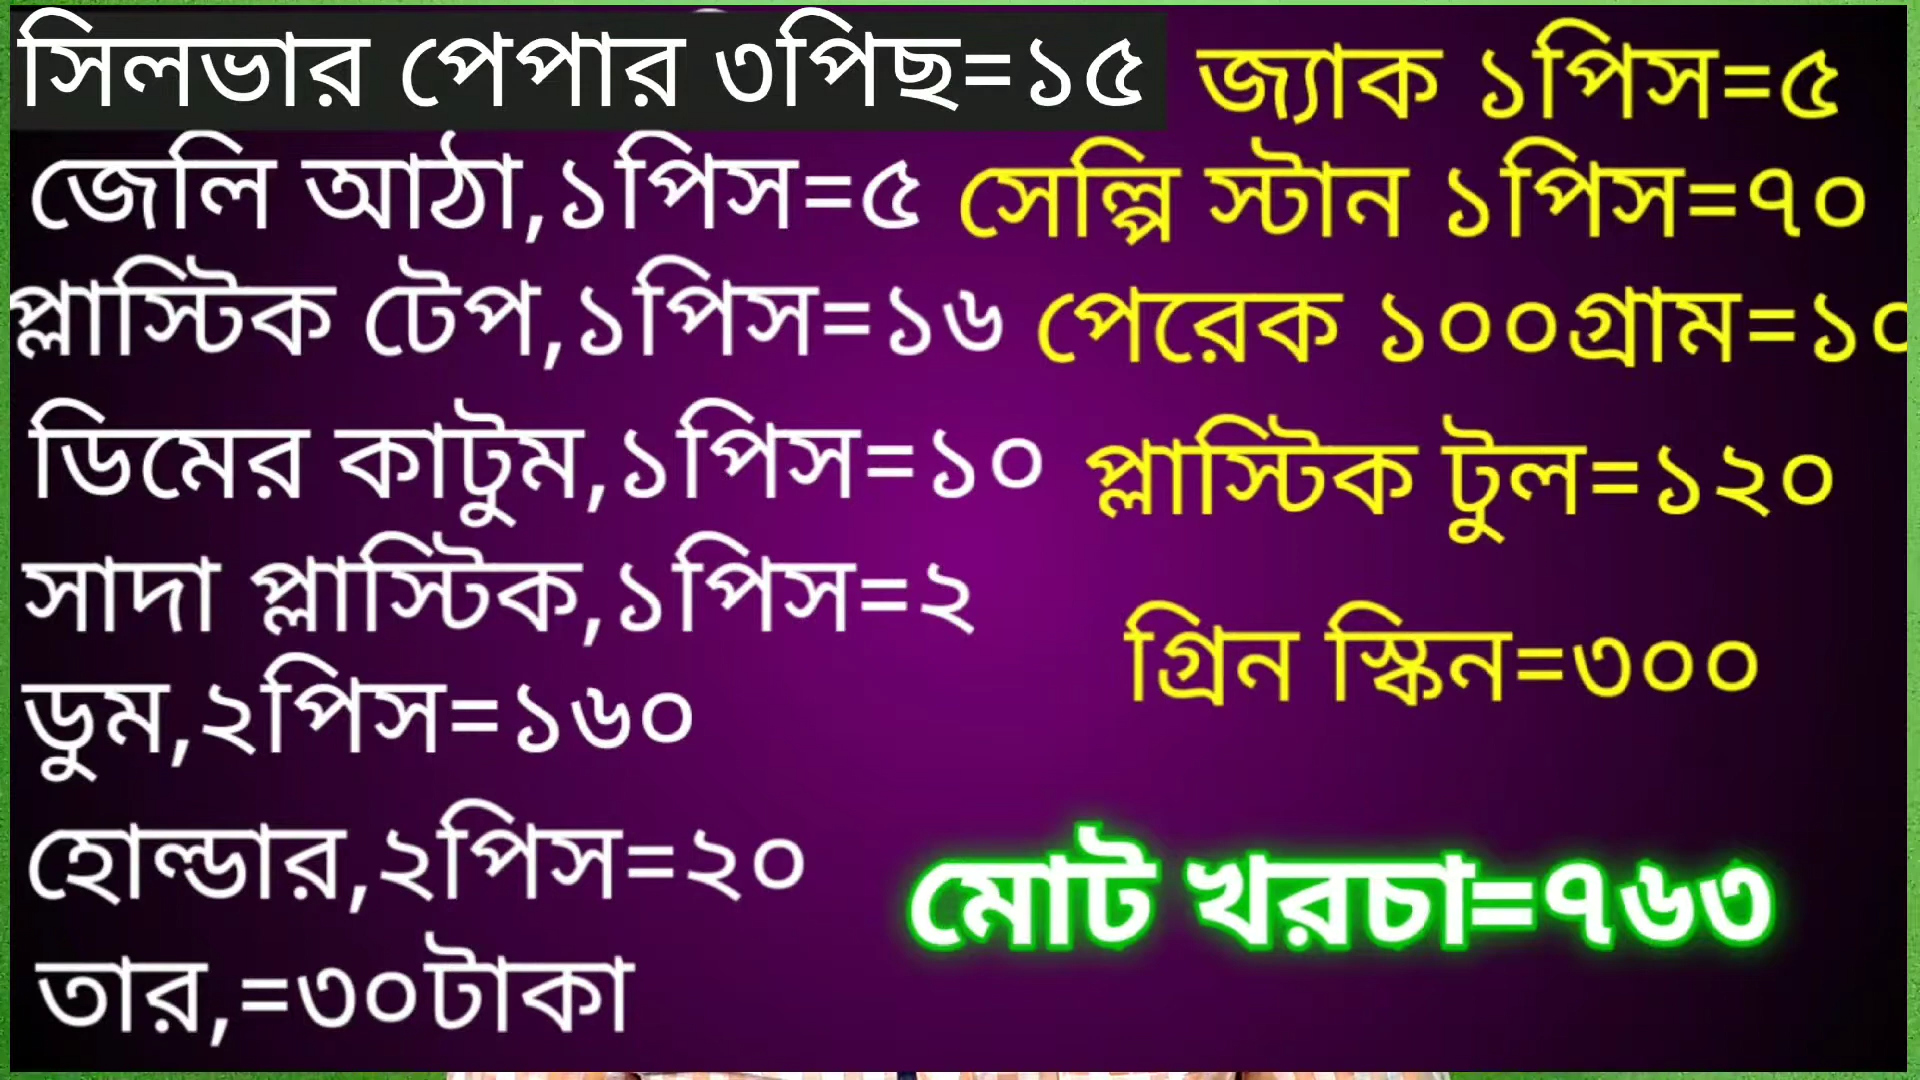 সিলভার পেপার ৩পিছ=১৫
জেলি আঠা,১পিস=৫
প্লাস্টিক টেপ,১পিস=১৬
ডিমের কাটুম,১পিস=১০
সাদা প্লাস্টিক,১পিস=২
ডুম,২পিস=১৬০
হোল্ডার,২পিস=২০
তার,=৩০টাকা
জ্যাক ১পিস=৫
সেল্পি স্টান ১পিস=৭০
পেরেক ১০০গ্রাম=১০
প্লাস্টিক টুল=১২০
গ্রিন স্কিন=৩০০
মোট খরচা=৭৬৩